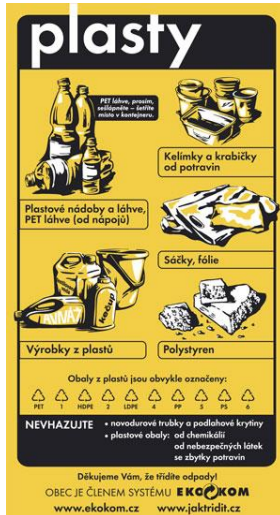 plasty
PET láhve, prosím,
sešlápněte – šetříte
místo v kontejneru.
Kelímky a krabičky
od potravin
Plastové nádoby a láhve,
PET láhve (od nápojů)
Sáčky, fólie
AVIVÁŽ
kečup
Výrobky z plastů
Polystyren
Obaly z plastů jsou obvykle označeny:
PET 1 HDPE 2 LDPE 4 PP 5 PS 6
NEVHAZUJTE
• novodurové trubky a podlahové krytiny
• plastové obaly: od chemikálií
od nebezpečných látek
se zbytky potravin
Děkujeme Vám, že třídíte odpady!
OBEC JE ČLENEM SYSTÉMU EKOKOM
www.ekokom.cz www.jaktridit.cz